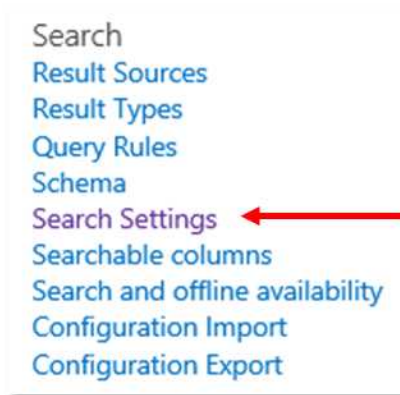 Search
Result Sources
Result Types
Query Rules
Schema
Search Settings
Searchable columns
Search and offline availability
Configuration Import
Configuration Export